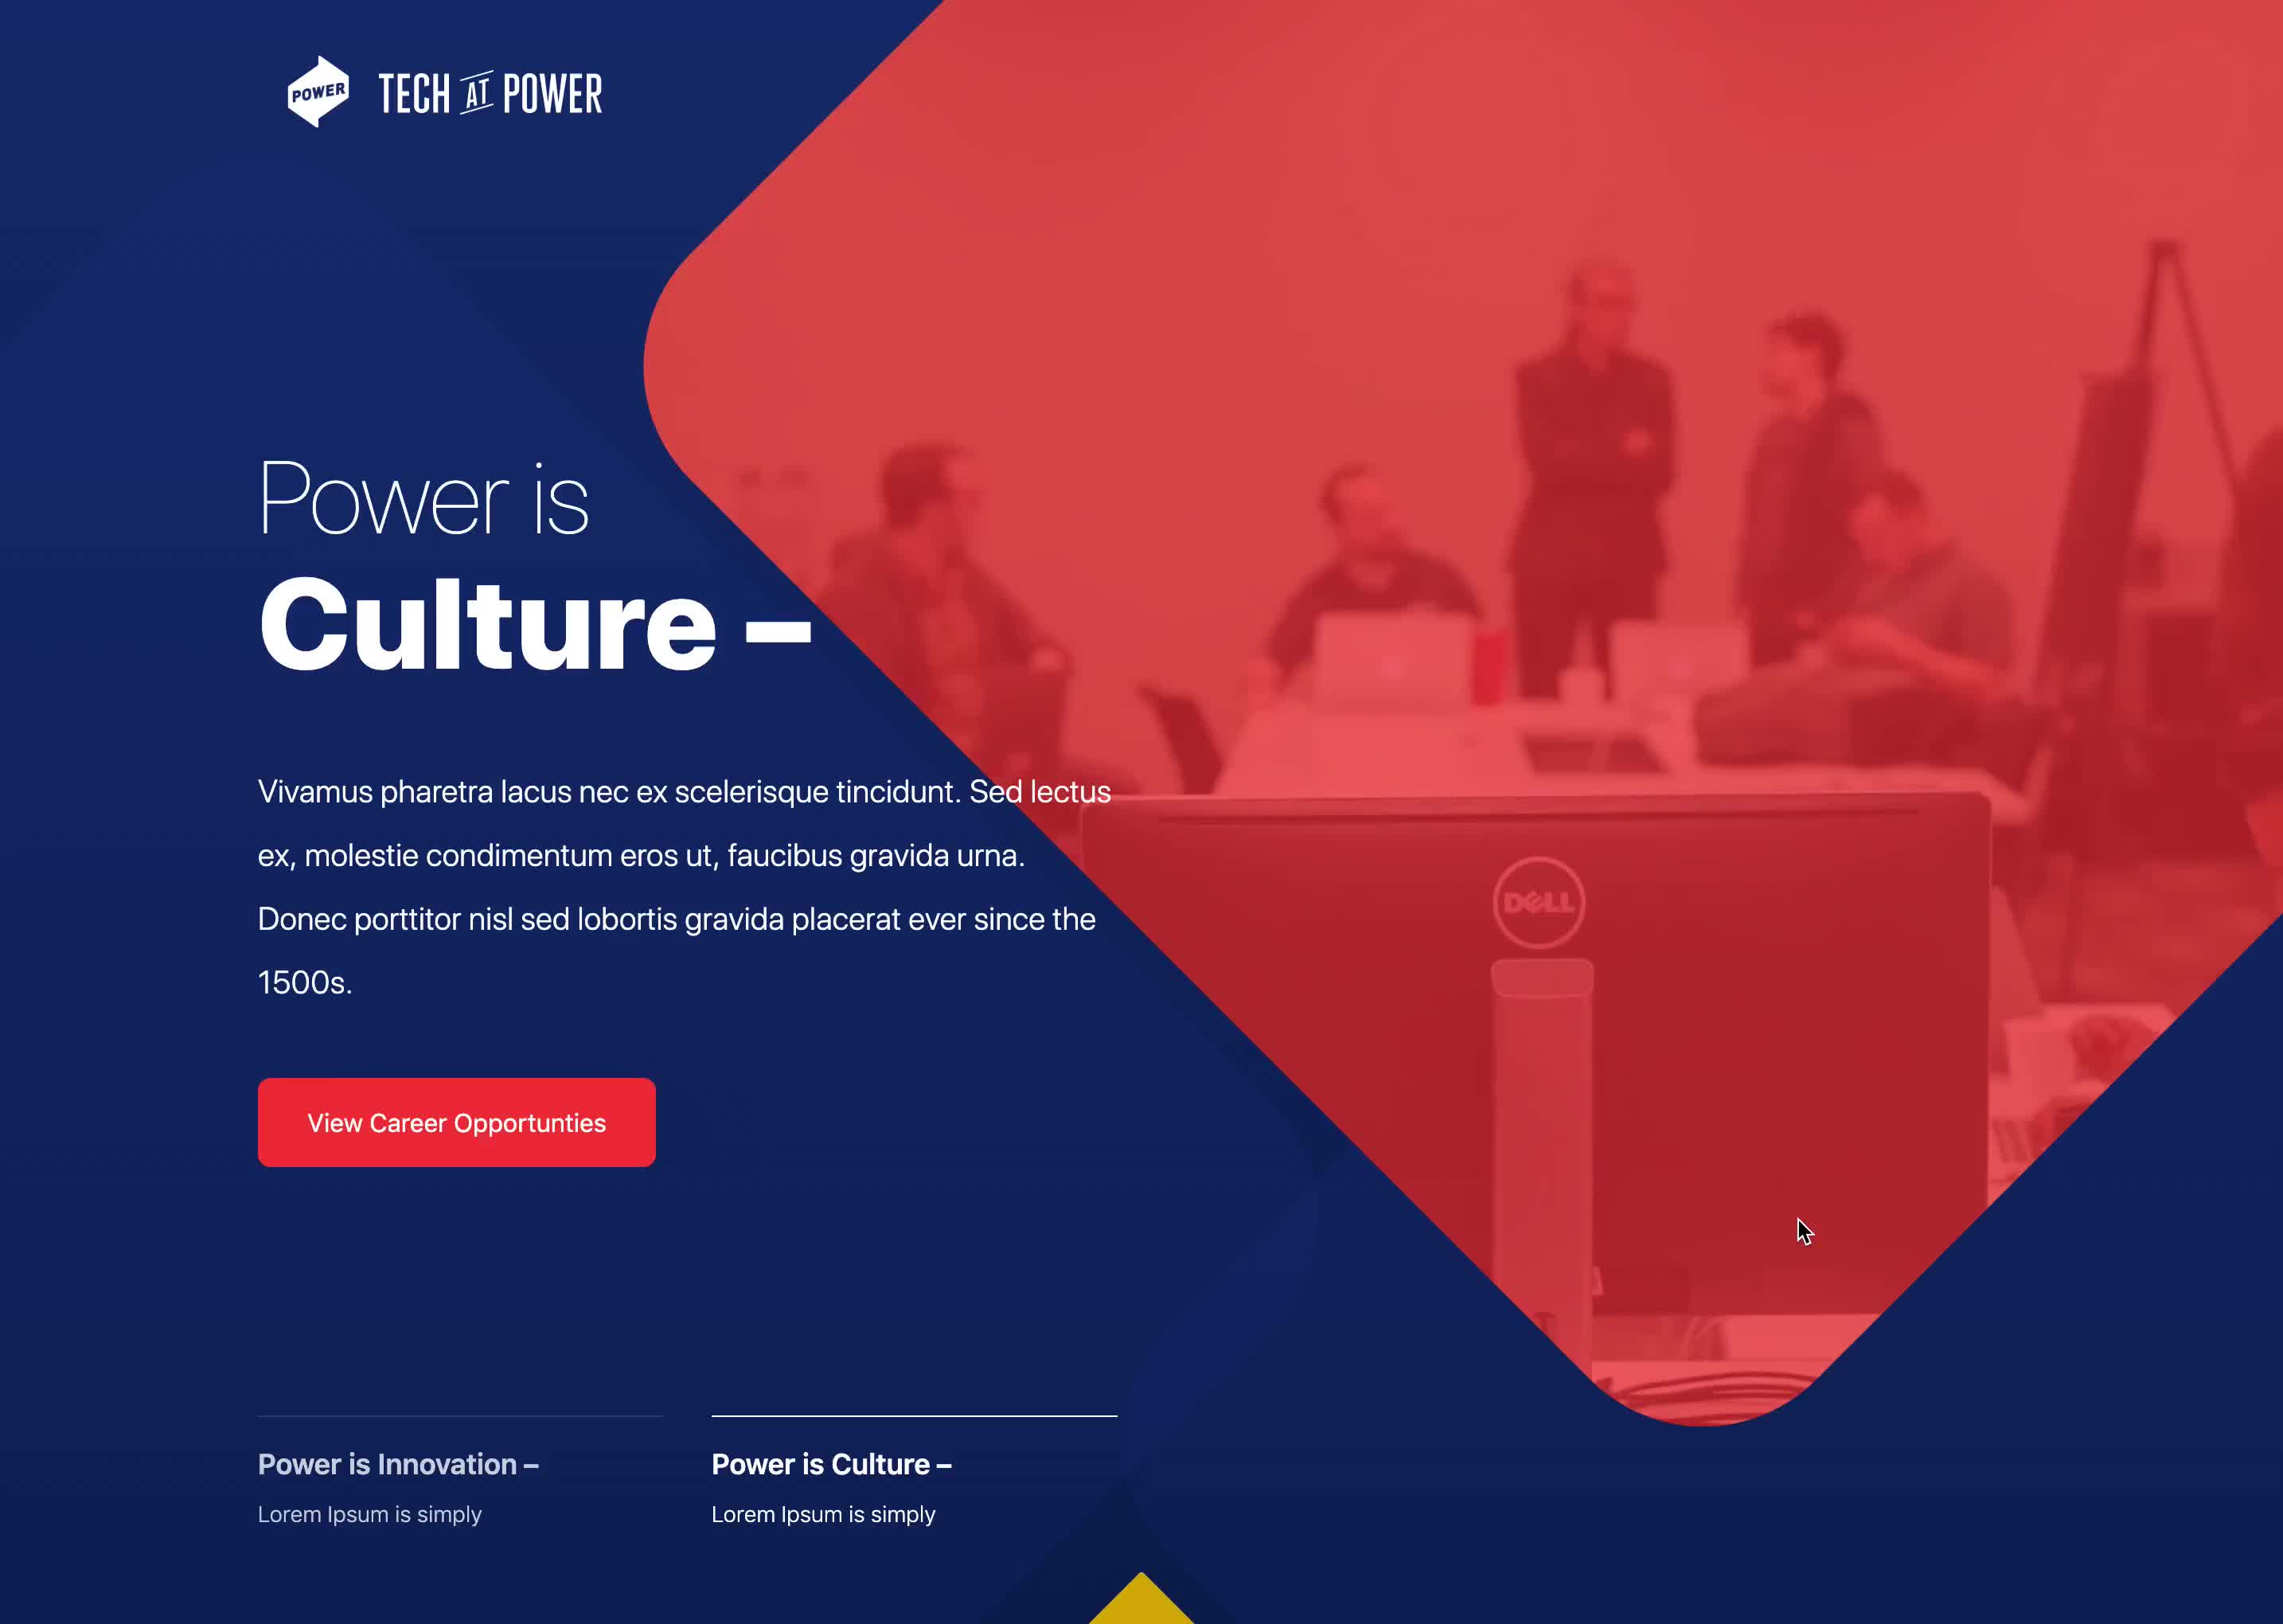 POWER
TECH AT POWER
Power is
Culture –
Vivamus pharetra lacus nec ex scelerisque tincidunt. Sed lectus
ex, molestie condimentum eros ut, faucibus gravida urna.
Donec porttitor nisl sed lobortis gravida placerat ever since the
1500s.
DELL
View Career Opportunties
Power is Innovation –
Lorem Ipsum is simply
Power is Culture –
Lorem Ipsum is simply